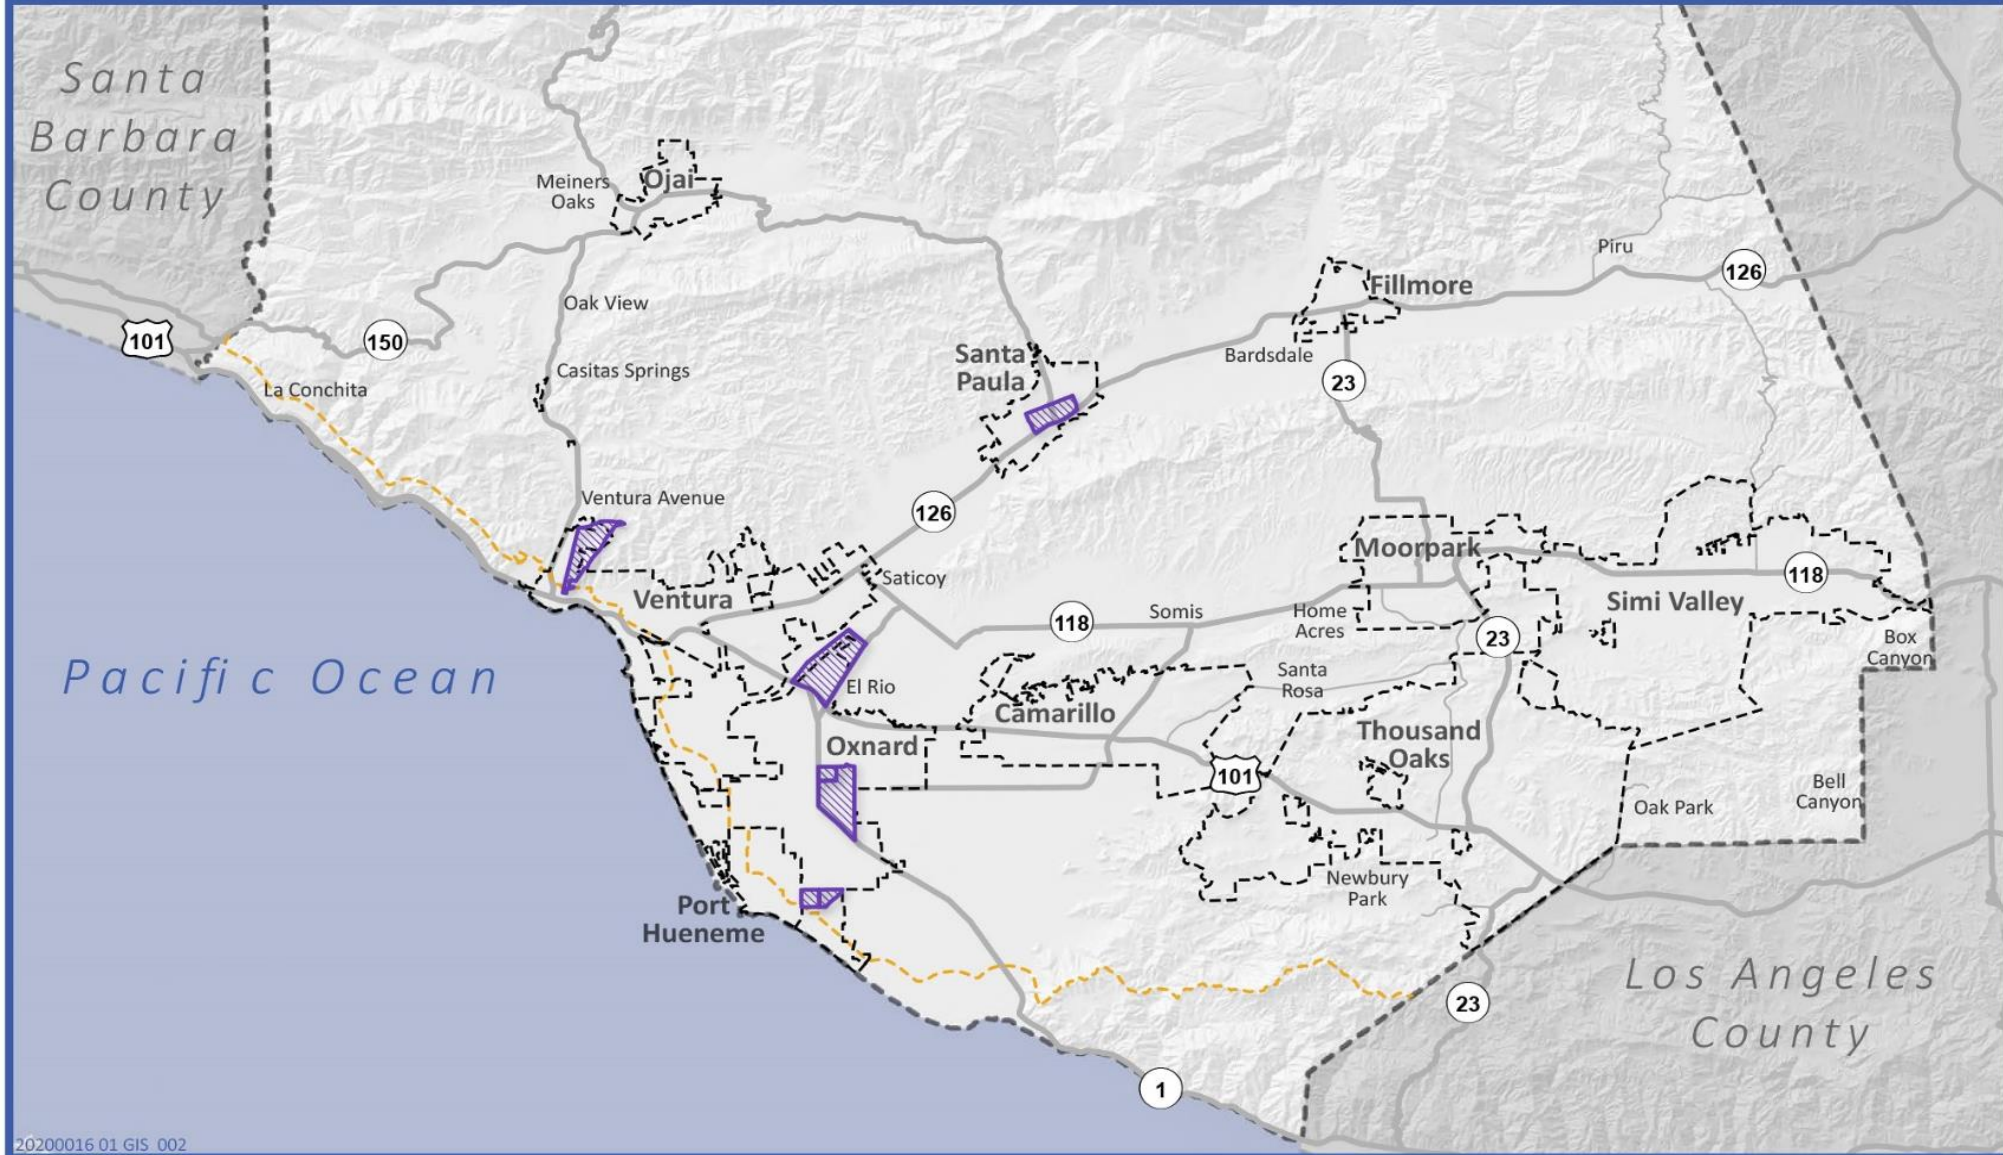 Santa
Barbara
County
Meiners
Oaks
Ojai
Piru
126
Oak View
Fillmore
101
150
Santa
Paula
Bardsdale
23
Casitas Springs
La Conchita
Ventura Avenue
126
Moorpark
Saticoy
118
Ventura
Simi Valley
118
Somis
Home
Acres
23
Box
Canyon
Pacific Ocean
El Rio
Santa
Rosa
Camarillo
Oxnard
Thousand
Oaks
101
Oak Park
Bell
Canyon
Newbury
Park
Port
Hueneme
Los Angeles
County
23
1
20200016 01 GIS 002